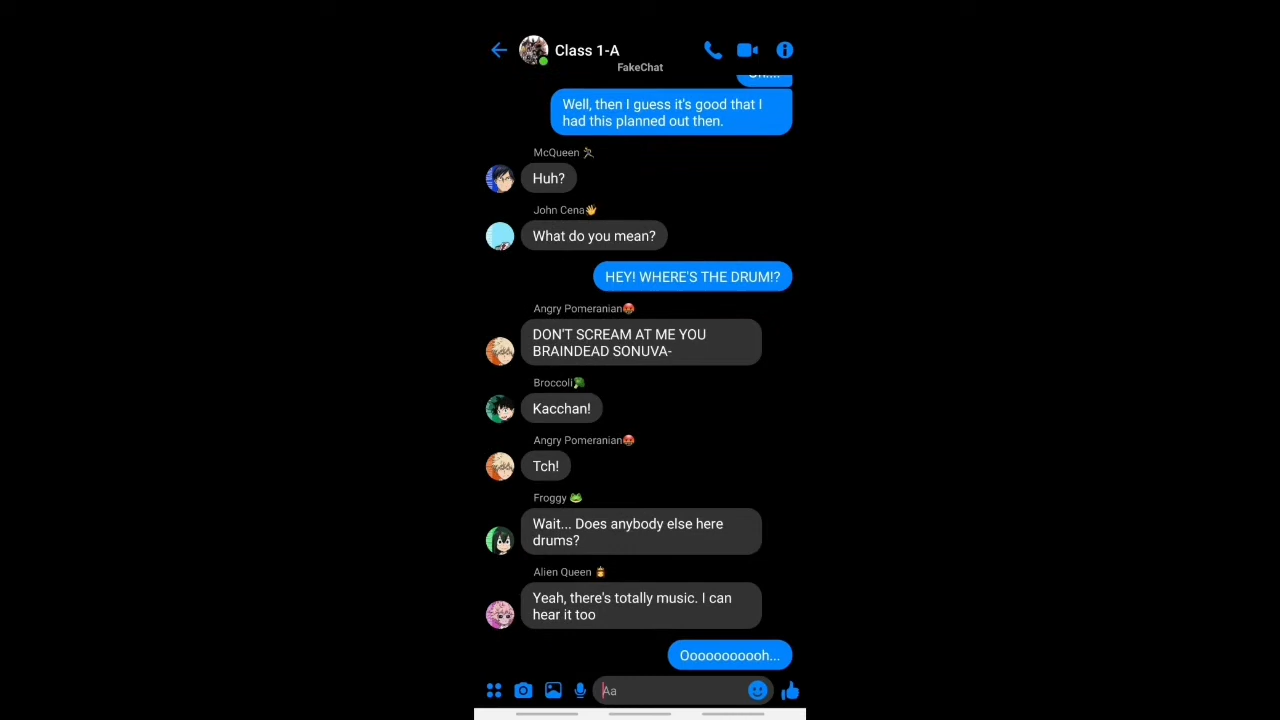 Class 1-A
FakeChat
Well, then I guess it's good that I
had this planned out then.
McQueen
Huh?
John Cena👋
What do you mean?
HEY! WHERE'S THE DRUM!?
Angry Pomeranian😡
DON'T SCREAM AT ME YOU
BRAINDEAD SONUVA-
Broccoli🥦
Kacchan!
Angry Pomeranian😡
Tch!
Froggy 🐸
Wait... Does anybody else here
drums?
Alien Queen 👸
Yeah, there's totally music. I can
hear it too
Ooooooooooh...
Aa